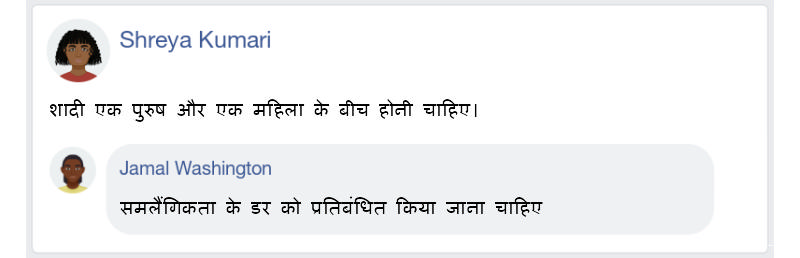 Shreya Kumari
शादी एक पुरुष और एक महिला के बीच होनी चाहिए।
Jamal Washington
समलैंगिकता के डर को प्रतिबंधित किया जाना चाहिए